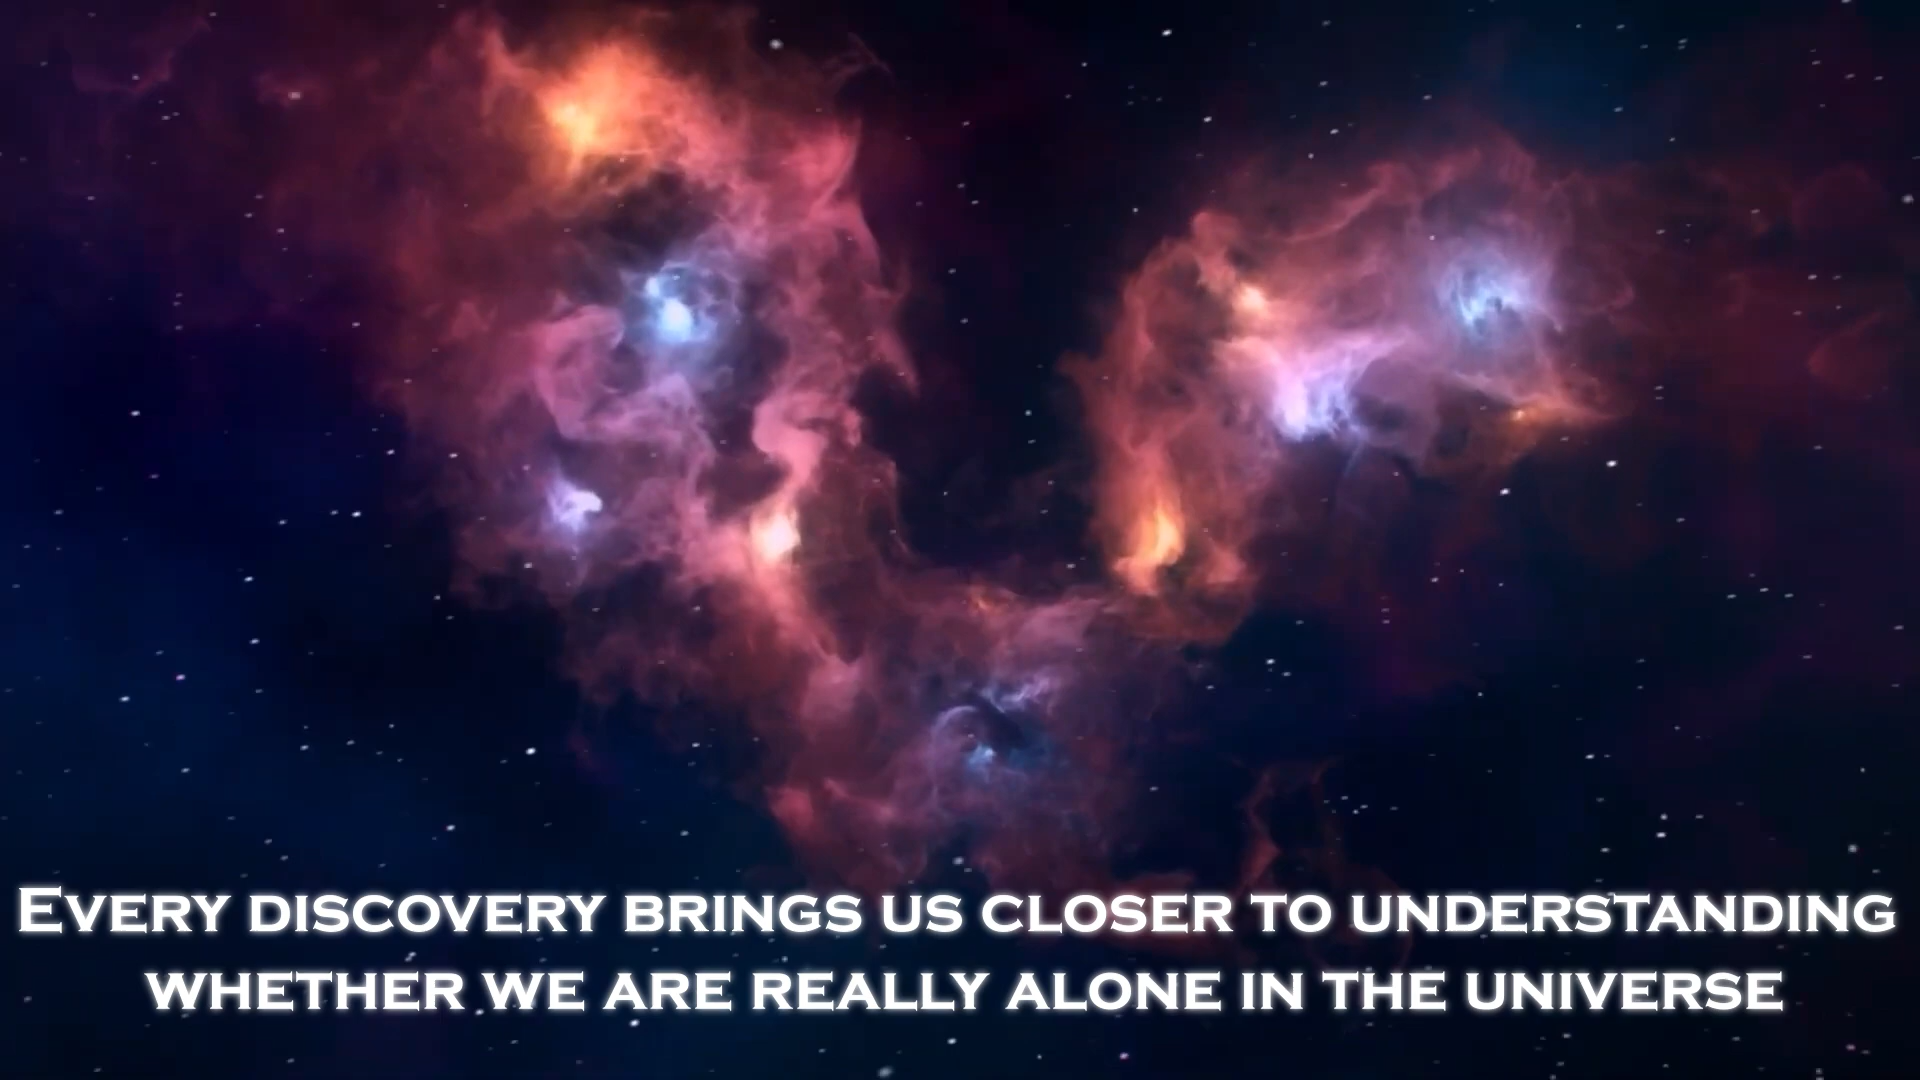 Every discovery brings us closer to understanding
whether we are really alone in the universe